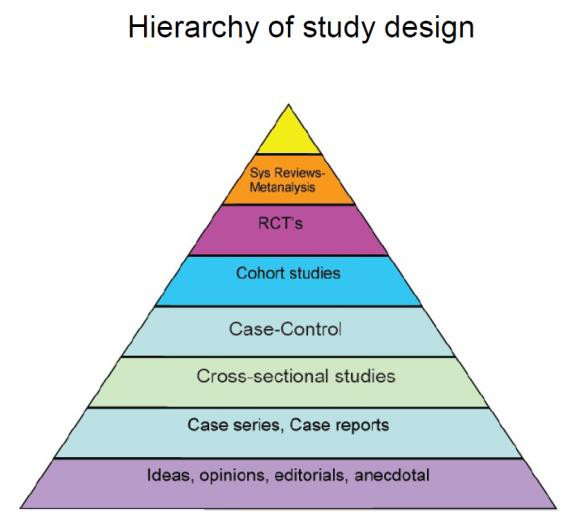 Hierarchy of study design
Sys Reviews-
Metanalysis
RCT's
Cohort studies
Case-Control
Cross-sectional studies
Case series, Case reports
Ideas, opinions, editorials, anecdotal